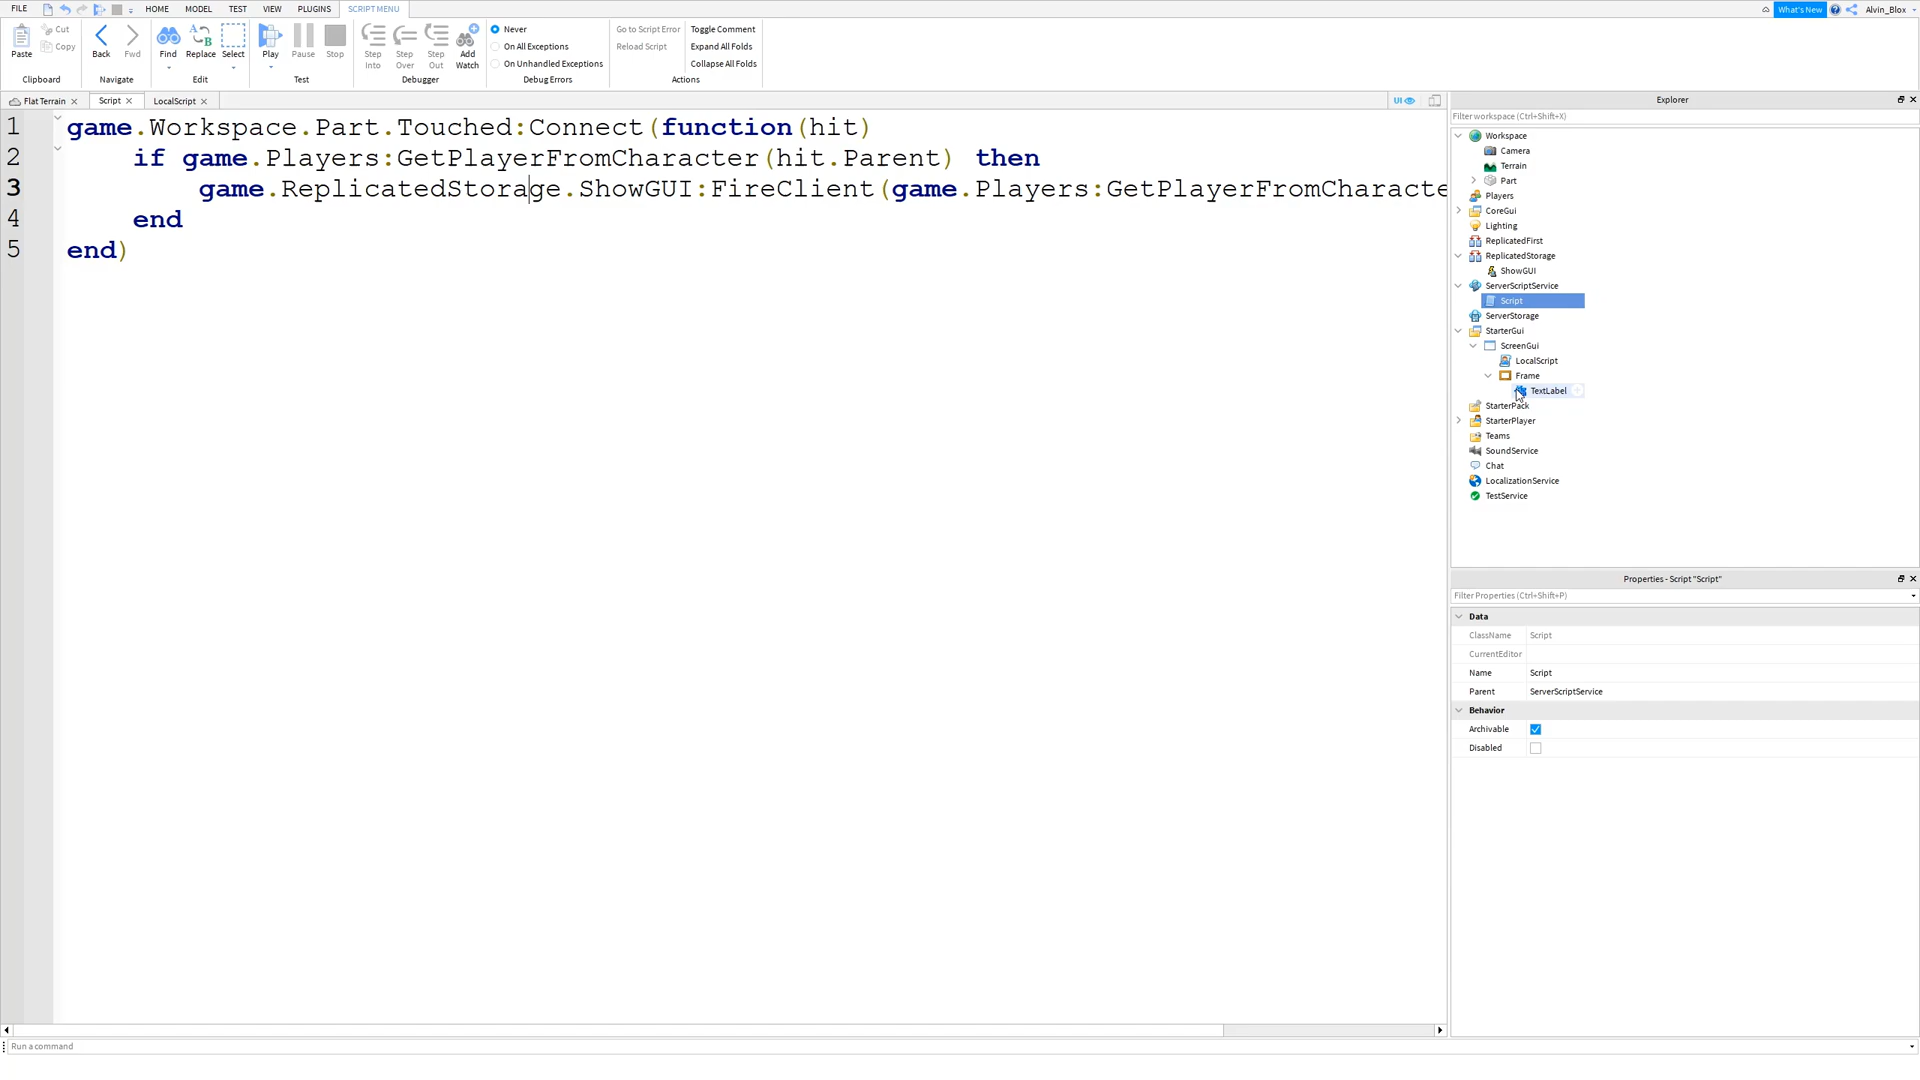 FILE HOME MODEL TEST VIEW PLUGINS SCRIPT MENU What's New Alvin_Blox
Paste Cut Copy Back Fwd Find Replace Select Play Pause Stop Step Into Step Over Step Out Add Watch
Never Go to Script Error Toggle Comment
On All Exceptions Reload Script Expand All Folds
On Unhandled Exceptions Collapse All Folds
Clipboard Navigate Edit Test Debugger Debug Errors Actions
Flat Terrain Script LocalScript UI
1 game.Workspace.Part.Touched:Connect(function(hit)
2 if game.Players:GetPlayerFromCharacter(hit.Parent) then
3 game.ReplicatedStorage.ShowGUI:FireClient(game.Players:GetPlayerFromCharacte
4 end
5 end)
Explorer
Filter workspace (Ctrl+Shift+X)
Workspace
Camera
Terrain
Part
Players
CoreGui
Lighting
ReplicatedFirst
ReplicatedStorage
ShowGUI
ServerScriptService
Script
ServerStorage
StarterGui
ScreenGui
LocalScript
Frame
TextLabel
StarterPack
StarterPlayer
Teams
SoundService
Chat
LocalizationService
TestService
Properties - Script "Script"
Filter Properties (Ctrl+Shift+P)
Data
ClassName Script
CurrentEditor
Name Script
Parent ServerScriptService
Behavior
Archivable
Disabled
Run a command